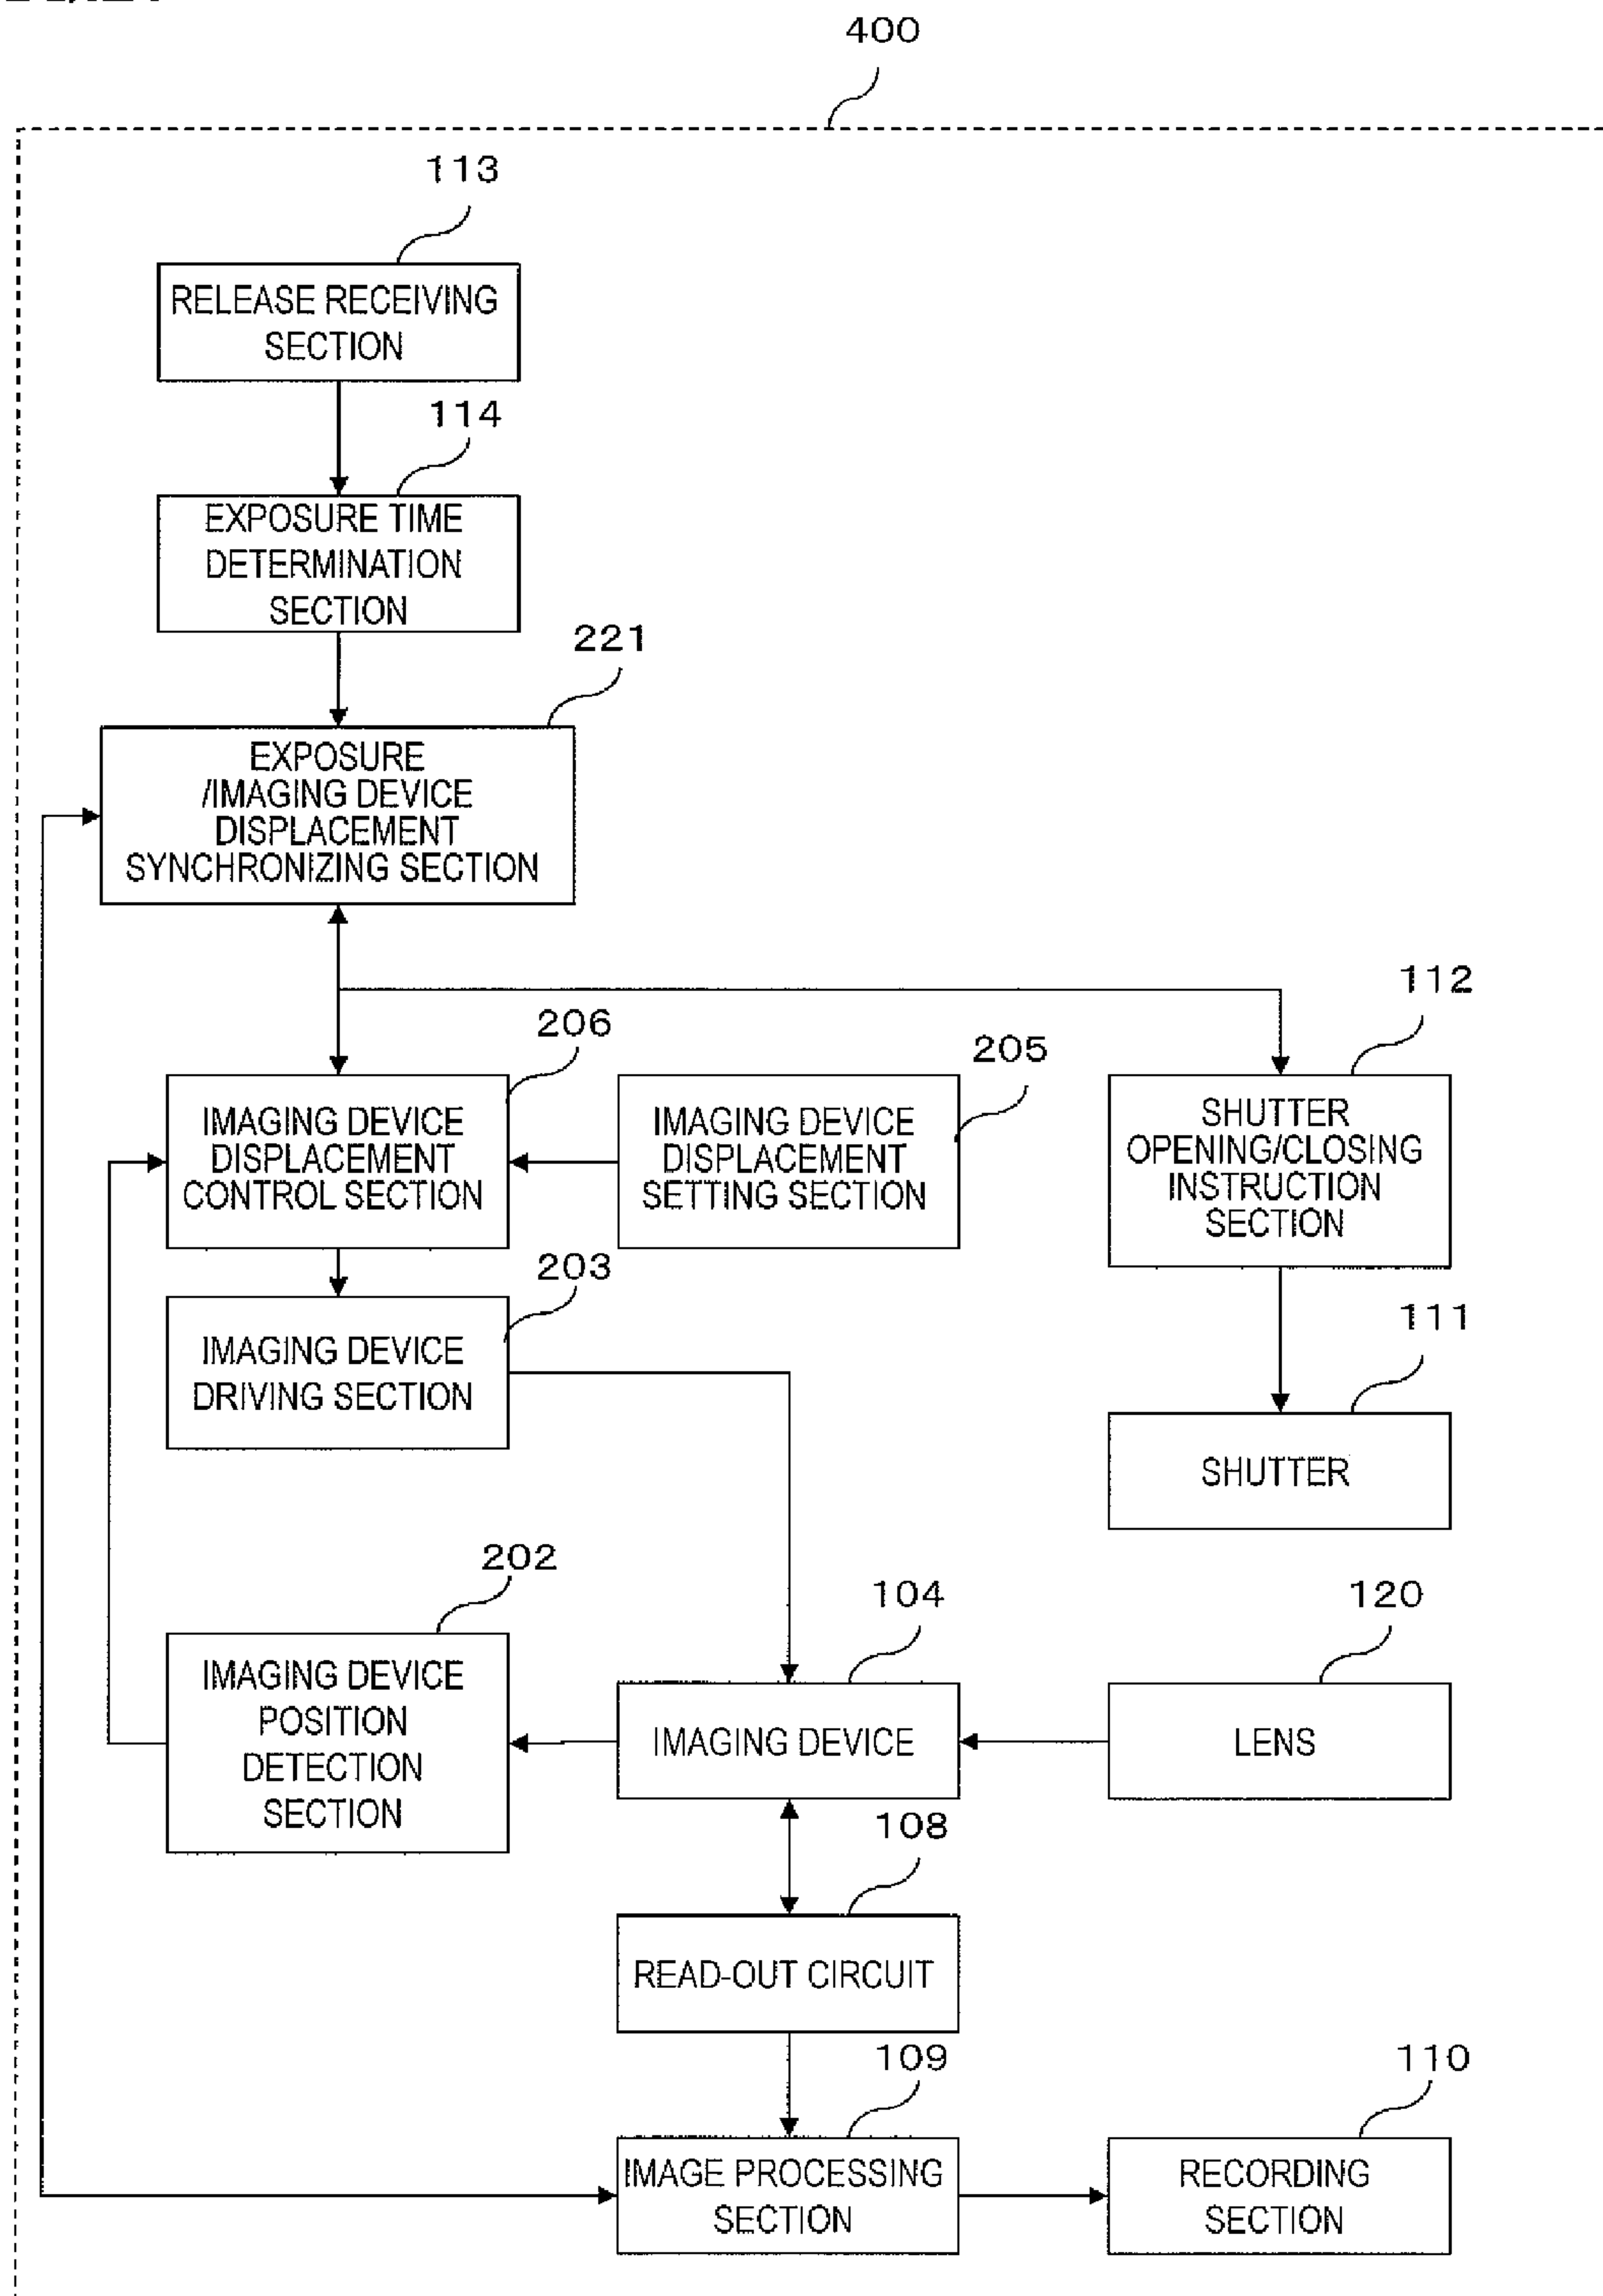 400
113
RELEASE RECEIVING
SECTION
114
EXPOSURE TIME
DETERMINATION
SECTION
221
EXPOSURE
/IMAGING DEVICE
DISPLACEMENT
SYNCHRONIZING SECTION
112
206
205
IMAGING DEVICE
DISPLACEMENT
CONTROL SECTION
IMAGING DEVICE
DISPLACEMENT
SETTING SECTION
SHUTTER
OPENING/CLOSING
INSTRUCTION
SECTION
203
IMAGING DEVICE
DRIVING SECTION
111
SHUTTER
202
104
120
IMAGING DEVICE
POSITION
DETECTION
SECTION
IMAGING DEVICE
LENS
108
READ-OUT CIRCUIT
109
110
IMAGE PROCESSING
SECTION
RECORDING
SECTION